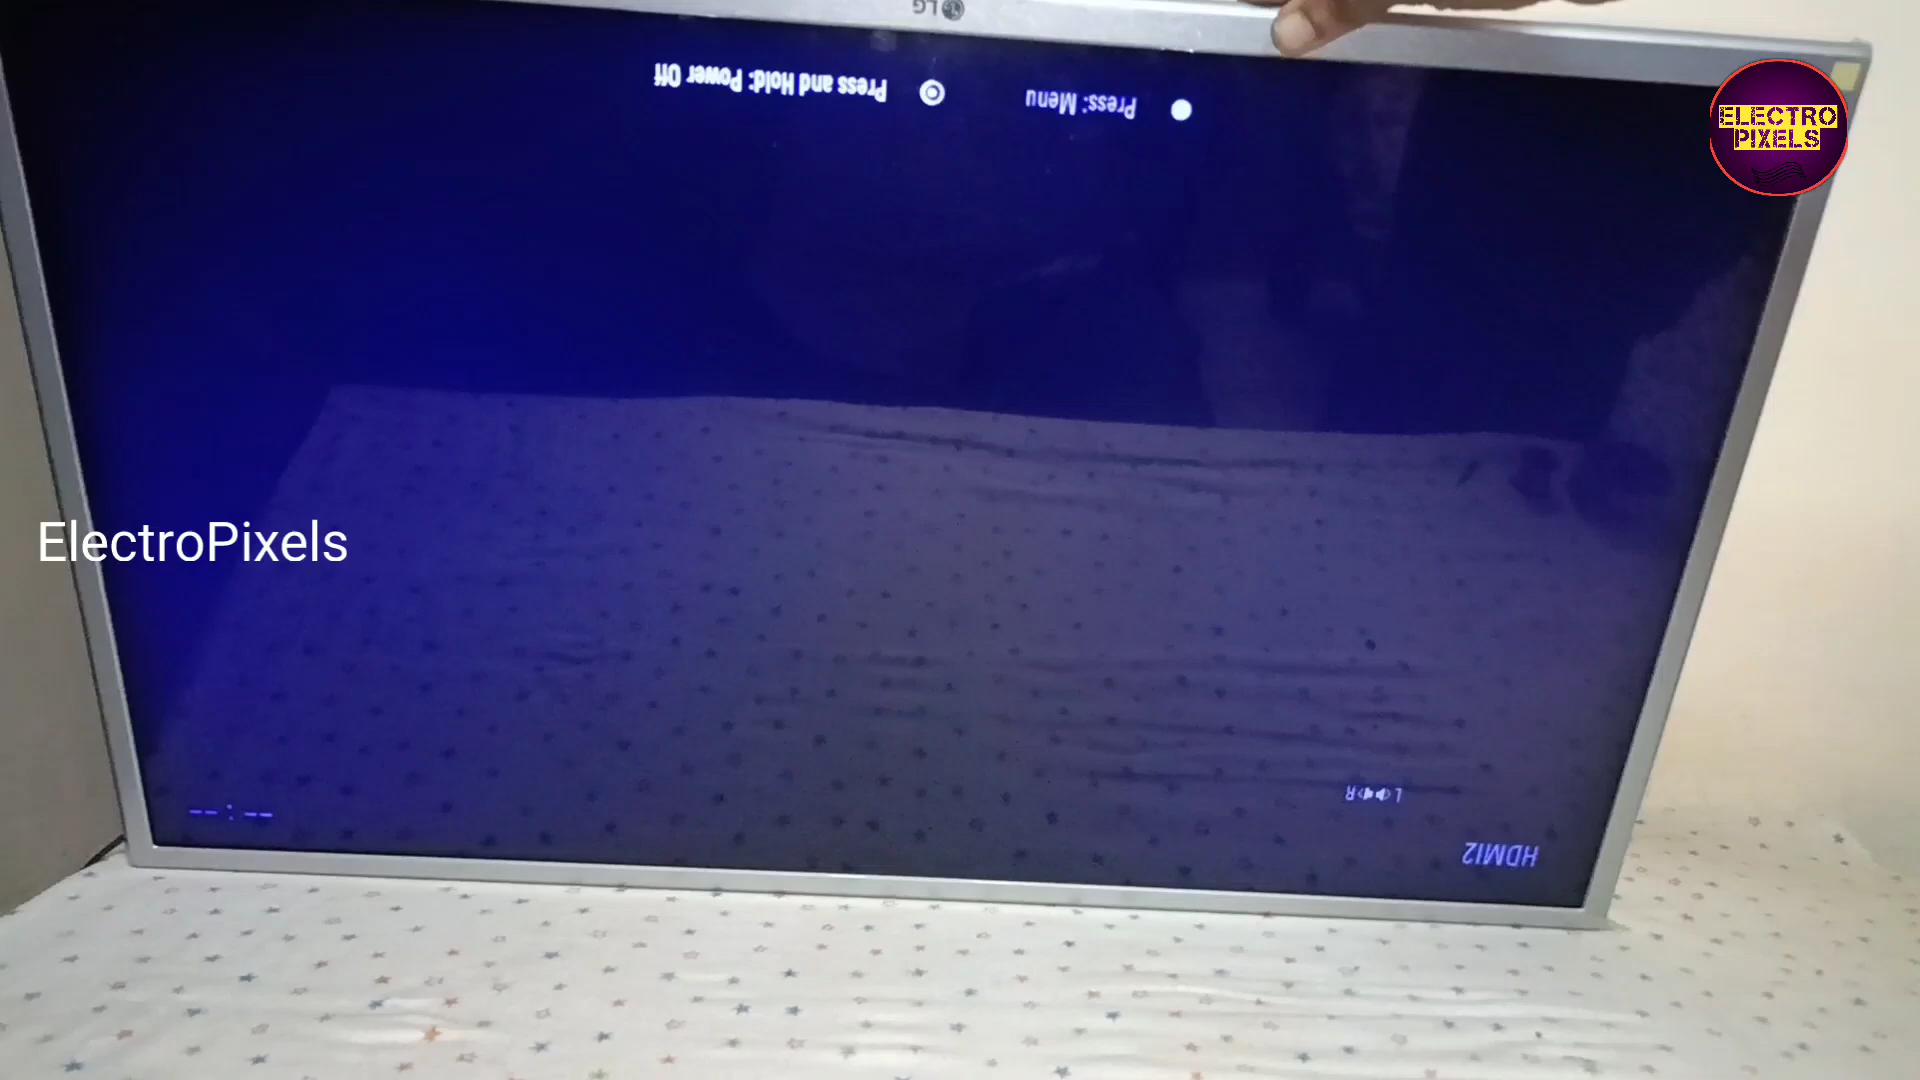 LG
Press and Hold: Power Off
Press: Menu
ELECTRO
PIXELS
ElectroPixels
--:--
L R
HDMI2